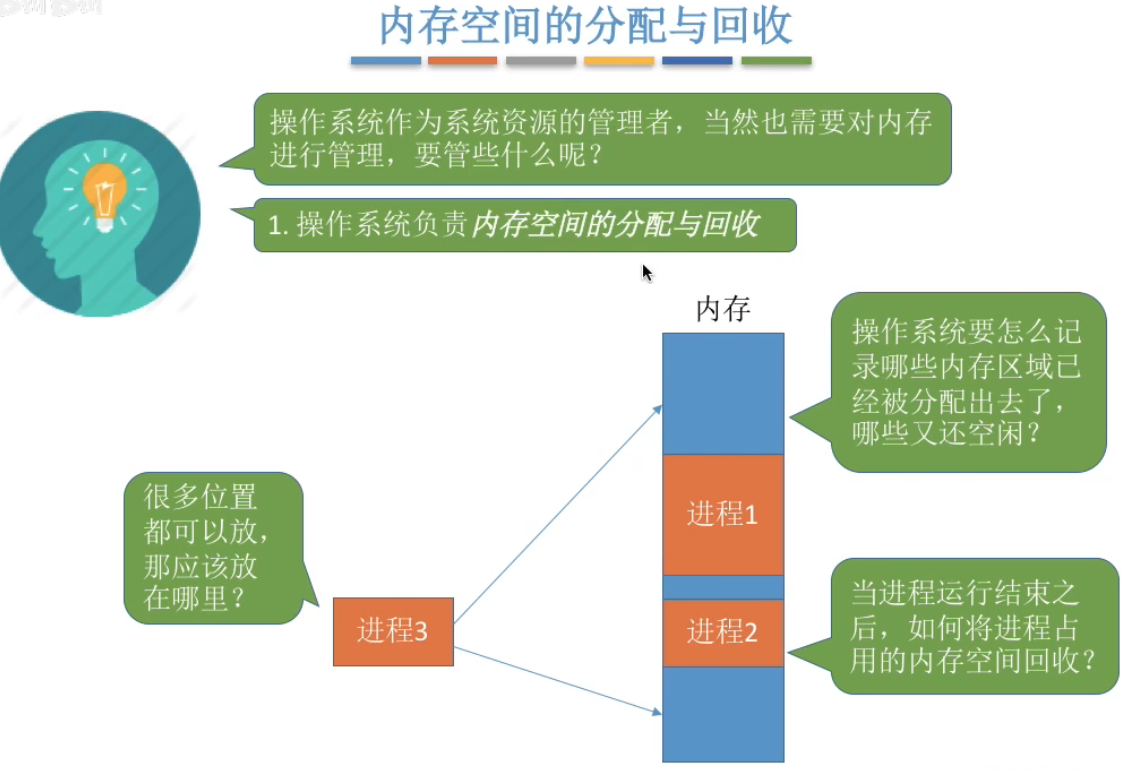 内存空间的分配与回收
操作系统作为系统资源的管理者，当然也需要对内存
进行管理，要管些什么呢？
1. 操作系统负责内存空间的分配与回收
内存
操作系统要怎么记
录哪些内存区域已
经被分配出去了，
哪些又还空闲？
很多位置
都可以放，
那应该放
在哪里？
进程1
进程3
进程2
当进程运行结束之
后，如何将进程占
用的内存空间回收？